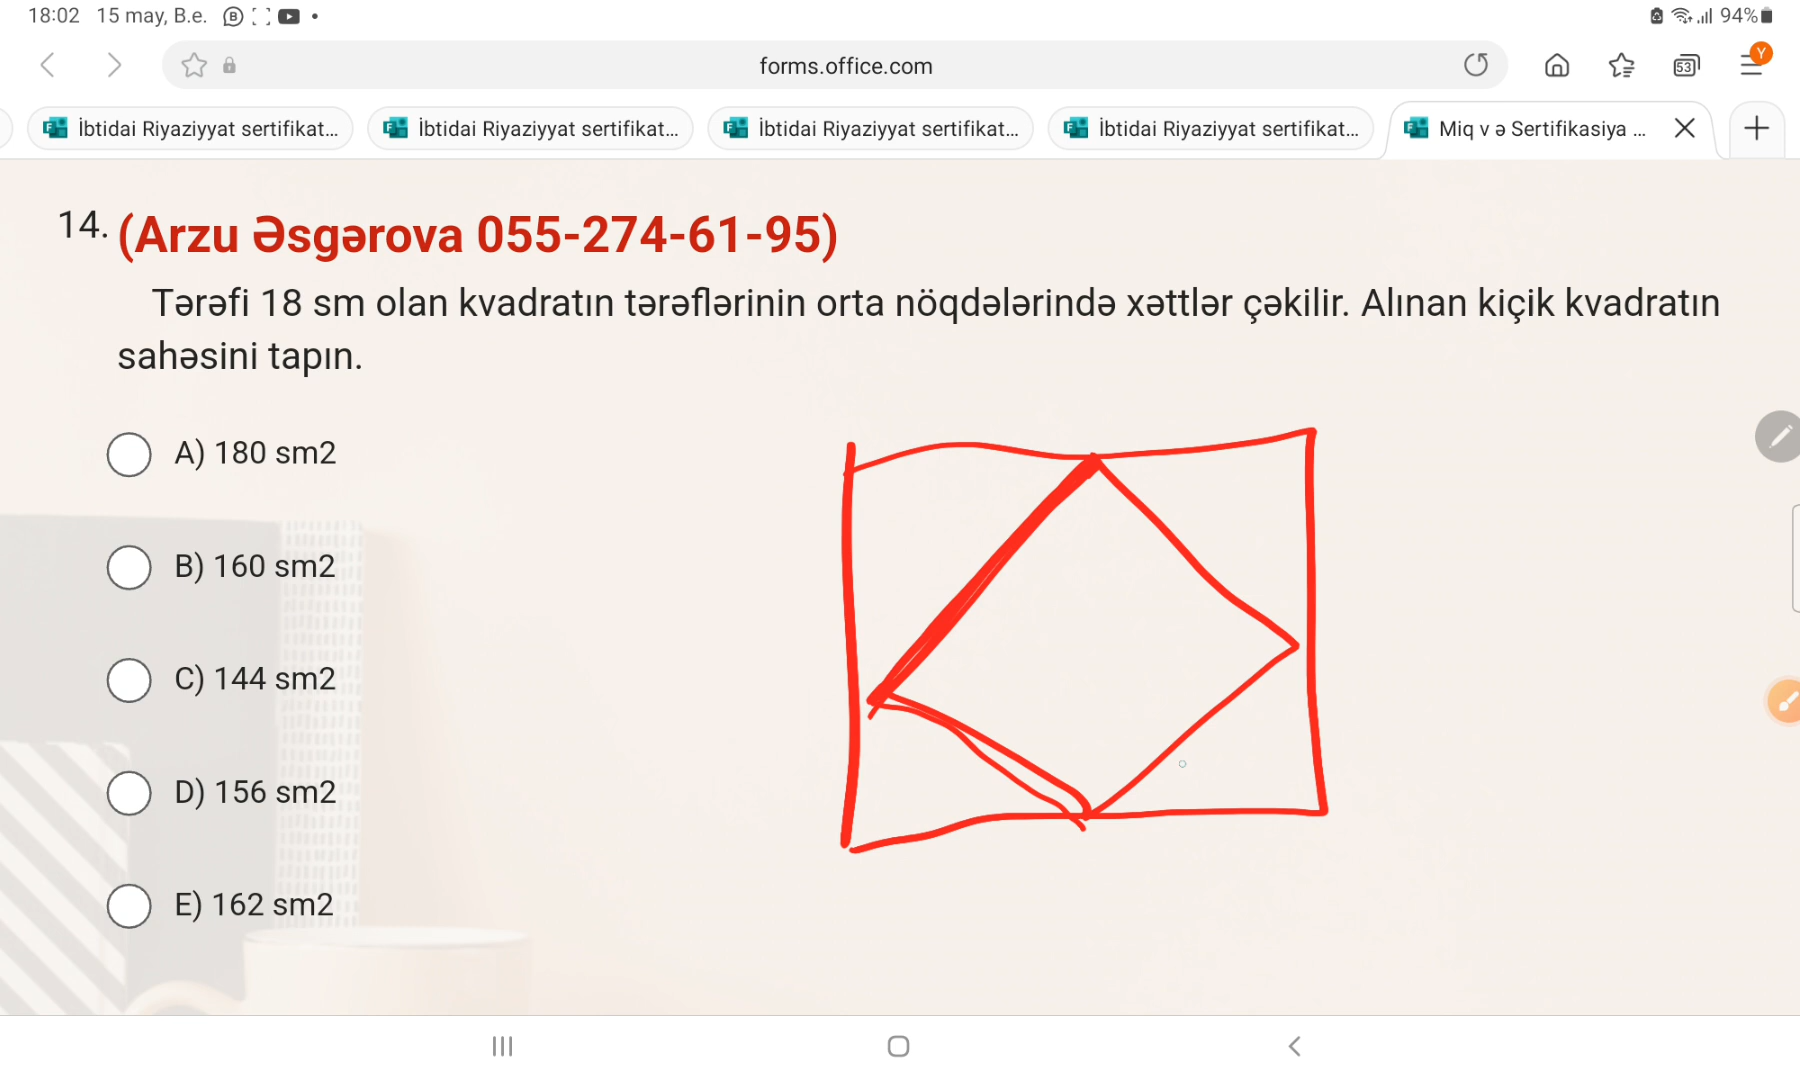 18:02 15 may, B.e.
94%
forms.office.com
53
Y
İbtidai Riyaziyyat sertifikat...
İbtidai Riyaziyyat sertifikat...
İbtidai Riyaziyyat sertifikat...
İbtidai Riyaziyyat sertifikat...
Miq v ə Sertifikasiya ...
14. (Arzu Əsgərova 055-274-61-95)
Tərəfi 18 sm olan kvadratın tərəflərinin orta nöqdələrində xəttlər çəkilir. Alınan kiçik kvadratın
sahəsini tapın.
A) 180 sm2
B) 160 sm2
C) 144 sm2
D) 156 sm2
E) 162 sm2